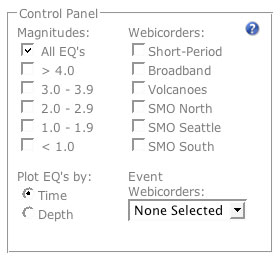 Control Panel
Magnitudes:
All EQ's
> 4.0
3.0 - 3.9
2.0 - 2.9
1.0 - 1.9
< 1.0
Webicorders:
?
Short-Period
Broadband
Volcanoes
SMO North
SMO Seattle
SMO South
Plot EQ's by:
Time
Depth
Event
Webicorders:
None Selected